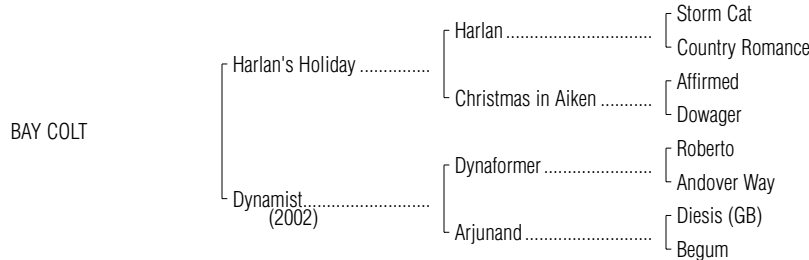 Storm Cat
Harlan ..............................
Country Romance
Harlan's Holiday ...............
Affirmed
Christmas in Aiken ...........
Dowager
BAY COLT
Roberto
Dynaformer .......................
Andover Way
Dynamist..........................
(2002)
Diesis (GB)
Arjunand ..........................
Begum